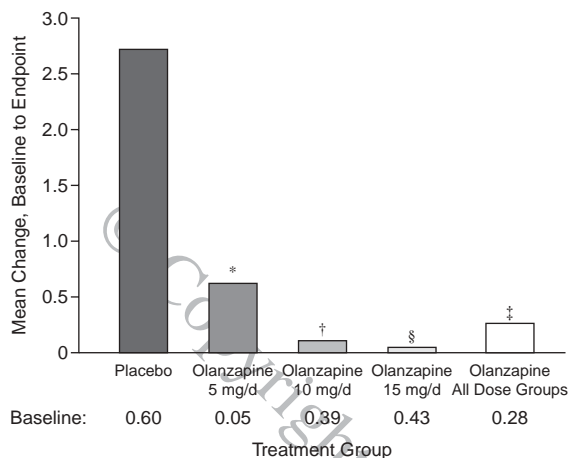 3.0
2.5
2.0
1.5
1.0
0.5
0
Mean Change, Baseline to Endpoint
*
†
§
‡
Placebo
Olanzapine
5 mg/d
Olanzapine
10 mg/d
Olanzapine
15 mg/d
Olanzapine
All Dose Groups
Baseline: 0.60 0.05 0.39 0.43 0.28
Treatment Group
© Copyright